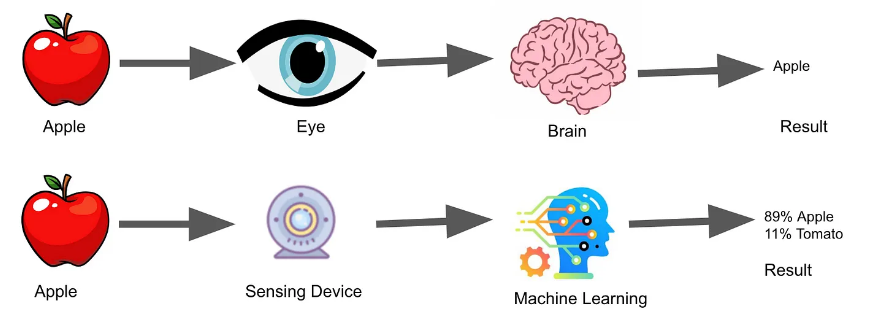 Apple
Apple
Eye
Brain
Result
89% Apple
11% Tomato
Apple
Sensing Device
Machine Learning
Result